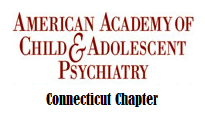 AMERICAN ACADEMY OF
CHILD & ADOLESCENT
PSYCHIATRY
Connecticut Chapter